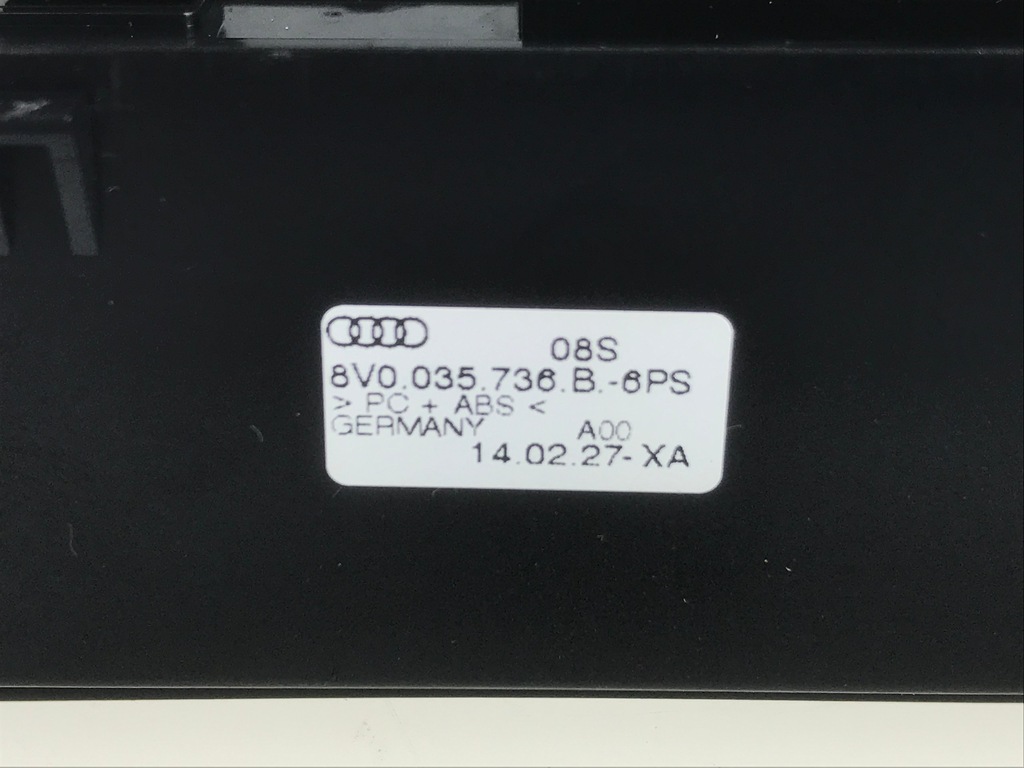 08S
8V0.035.736.B.-6PS
> PC + ABS <
GERMANY A00
14.02.27-XA